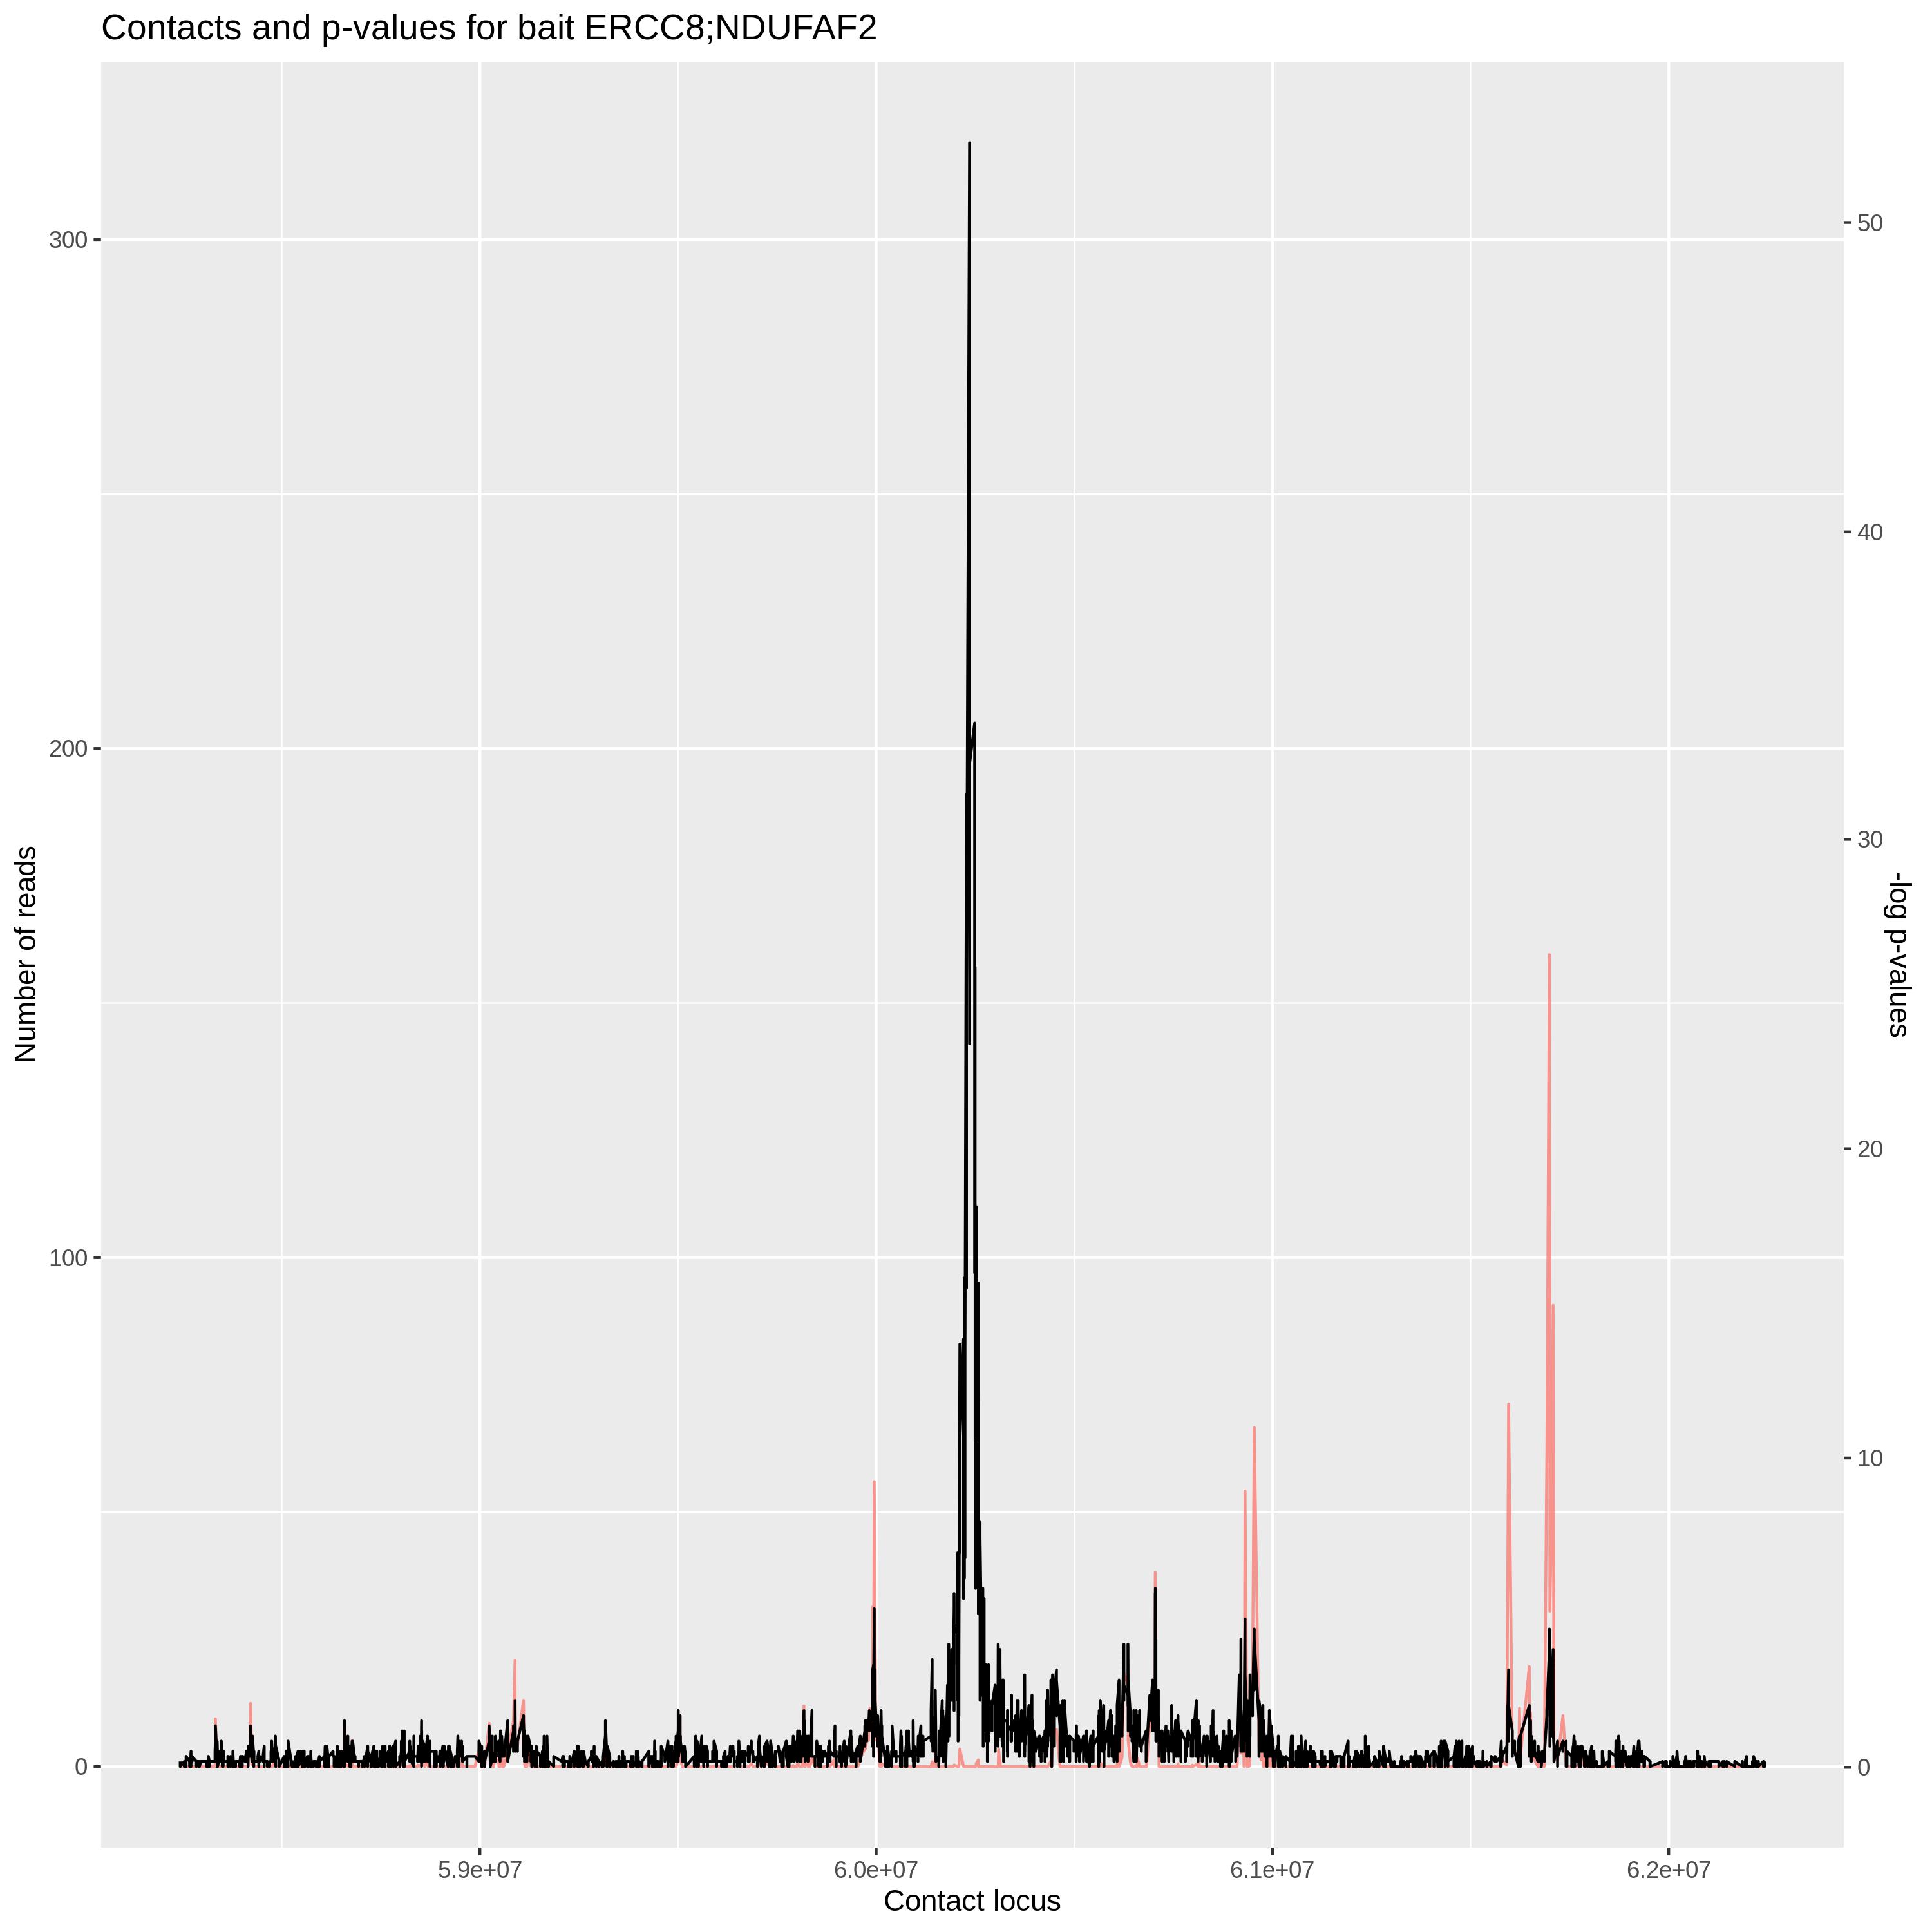 Contacts and p-values for bait ERCC8;NDUFAF2
300
200
100
0
Number of reads
50
40
30
20
10
0
-log p-values
5.9e+07
6.0e+07
6.1e+07
6.2e+07
Contact locus